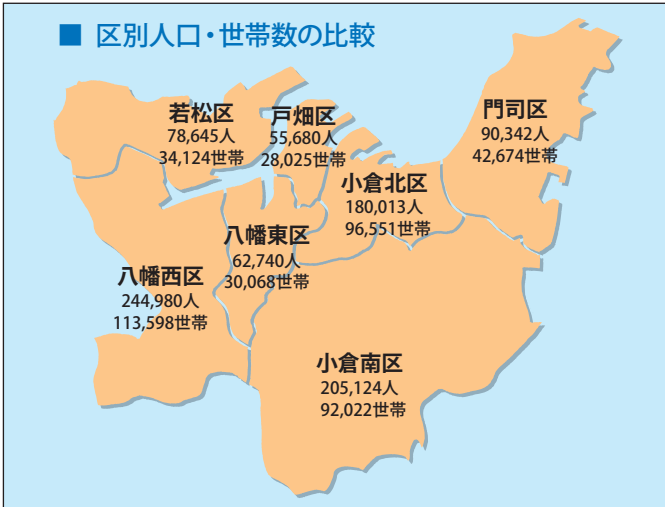 ■ 区別人口・世帯数の比較
若松区
78,645人
34,124世帯
戸畑区
55,680人
28,025世帯
門司区
90,342人
42,674世帯
小倉北区
180,013人
96,551世帯
八幡東区
62,740人
30,068世帯
八幡西区
244,980人
113,598世帯
小倉南区
205,124人
92,022世帯